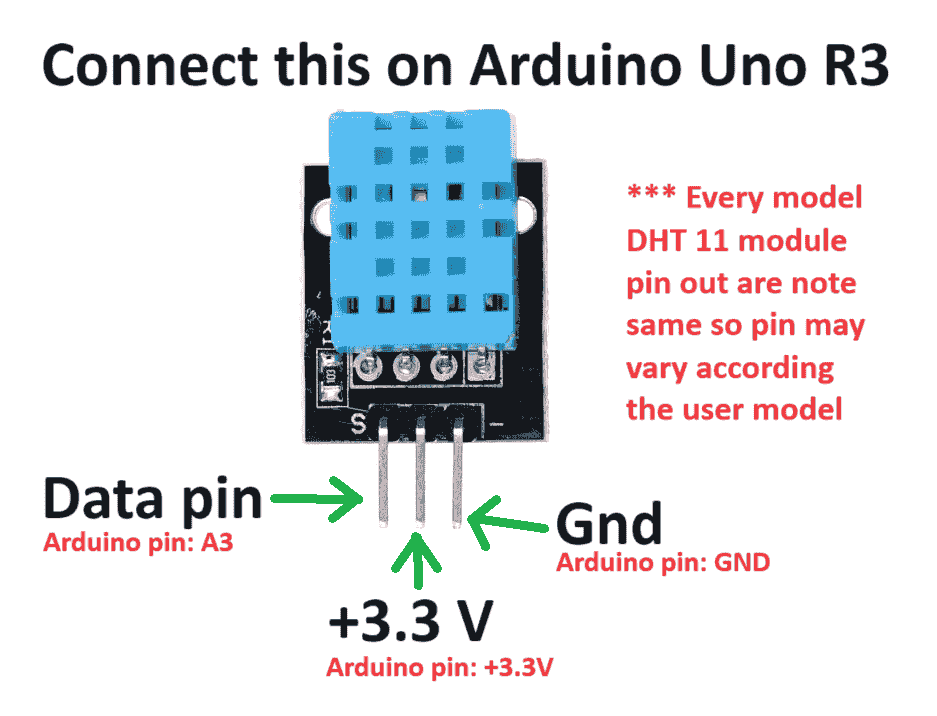 Connect this on Arduino Uno R3
*** Every model
DHT 11 module
pin out are note
same so pin may
vary according
the user model
103
S
-
Data pin
Arduino pin: A3
Gnd
Arduino pin: GND
+3.3 V
Arduino pin: +3.3V